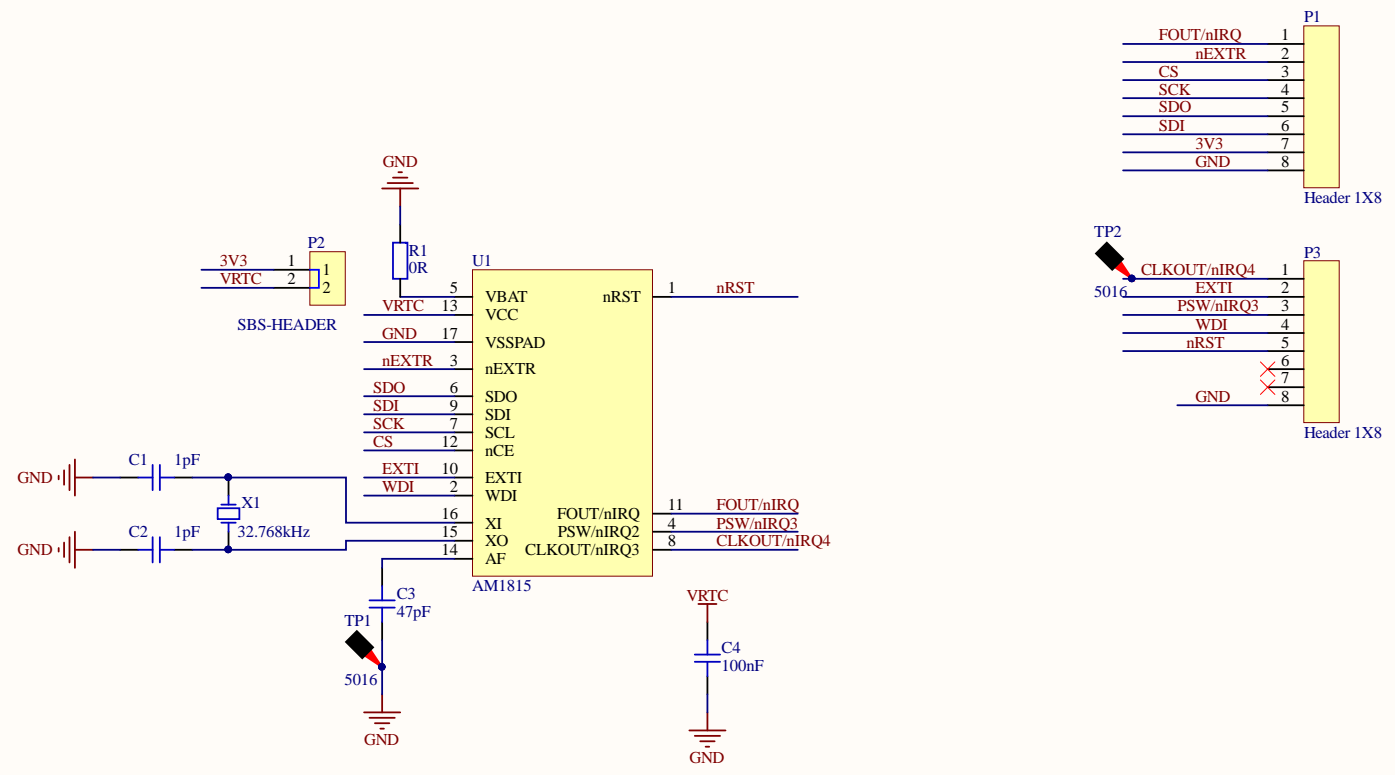 P1
FOUT/nIRQ 1
nEXTR 2
CS 3
SCK 4
SDO 5
SDI 6
3V3 7
GND 8
Header 1X8
TP2
5016
P3
CLKOUT/nIRQ4 1
EXTI 2
PSW/nIRQ3 3
WDI 4
nRST 5
6
7
GND 8
Header 1X8
GND
R1
0R
P2
3V3 1 1
VRTC 2 2
SBS-HEADER
U1
5 VBAT
VRTC 13 VCC
GND 17 VSSPAD
nEXTR 3 nEXTR
SDO 6 SDO
SDI 9 SDI
SCK 7 SCL
CS 12 nCE
EXTI 10 EXTI
WDI 2 WDI
16 XI
15 XO
14 AF
nRST 1 nRST
FOUT/nIRQ 11 FOUT/nIRQ
PSW/nIRQ2 4 PSW/nIRQ3
CLKOUT/nIRQ3 8 CLKOUT/nIRQ4
AM1815
GND C1 1pF
X1
32.768kHz
GND C2 1pF
C3
47pF
TP1
5016
GND
VRTC
C4
100nF
GND